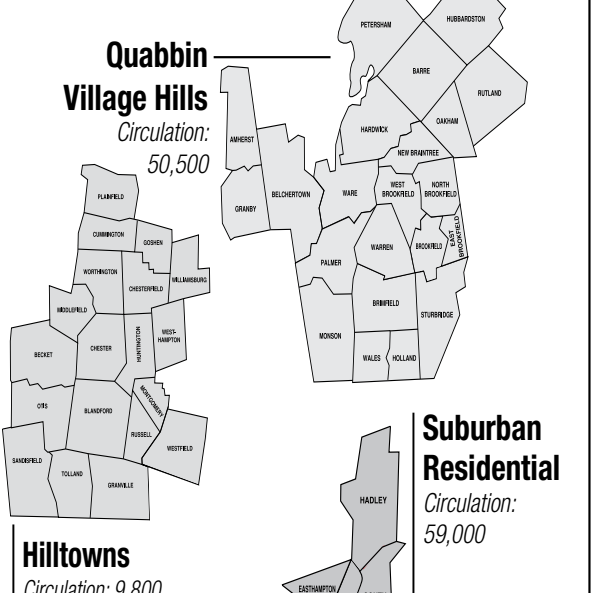 PETERSHAM
HUBBARDSTON
BARRE
RUTLAND
OAKHAM
HARDWICK
NEW BRAINTREE
Quabbin
Village Hills
Circulation:
50,500
AMHERST
GRANBY
BELCHERTOWN
WARE
WEST
BROOKFIELD
NORTH
BROOKFIELD
EAST
BROOKFIELD
BROOKFIELD
WARREN
PALMER
MONSON
BRIMFIELD
STURBRIDGE
WALES
HOLLAND
PLAINFIELD
CUMMINGTON
GOSHEN
WORTHINGTON
CHESTERFIELD
WILLIAMSBURG
MIDDLEFIELD
BECKET
CHESTER
HUNTINGTON
WEST-
HAMPTON
OTIS
BLANDFORD
MONTGOMERY
RUSSELL
WESTFIELD
SANDISFIELD
TOLLAND
GRANVILLE
Hilltowns
Circulation: 9,800
Suburban
Residential
Circulation:
59,000
HADLEY
EASTHAMPTON